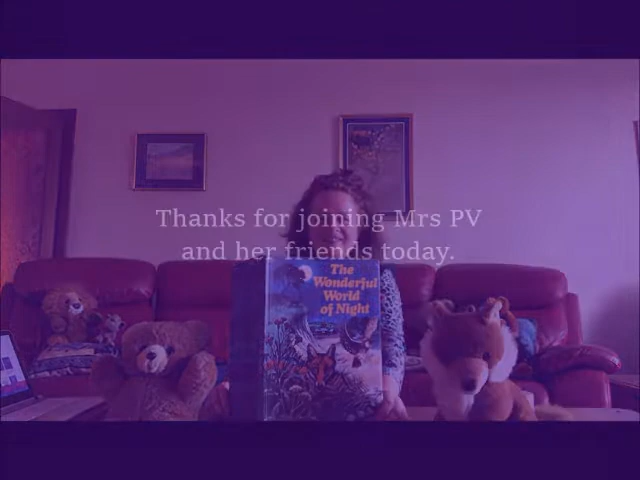 Thanks for joining Mrs PV
and her friends today.
The
Wonderful
World
of Night